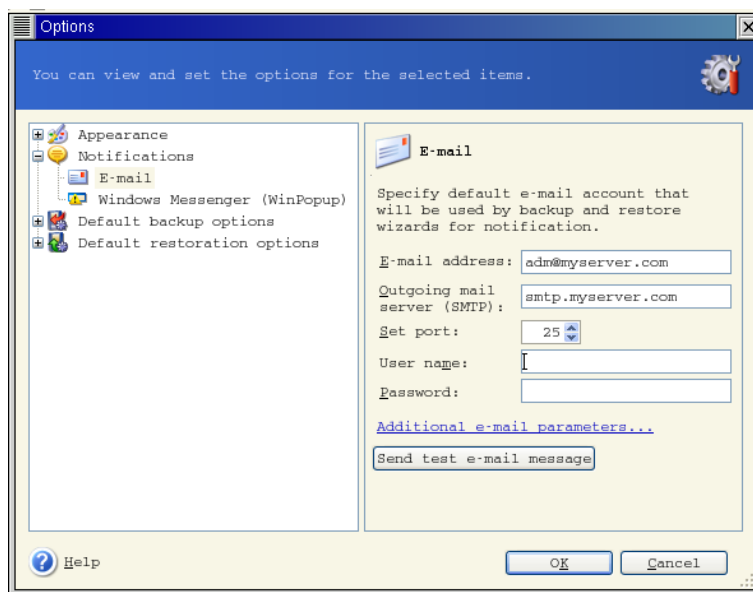 Options
You can view and set the options for the selected items.
Appearance
Notifications
E-mail
Windows Messenger (WinPopup)
Default backup options
Default restoration options
E-mail
Specify default e-mail account that
will be used by backup and restore
wizards for notification.
E-mail address: adm@myserver.com
Outgoing mail
server (SMTP): smtp.myserver.com
Set port: 25
User name:
Password:
Additional e-mail parameters...
Send test e-mail message
Help
OK
Cancel